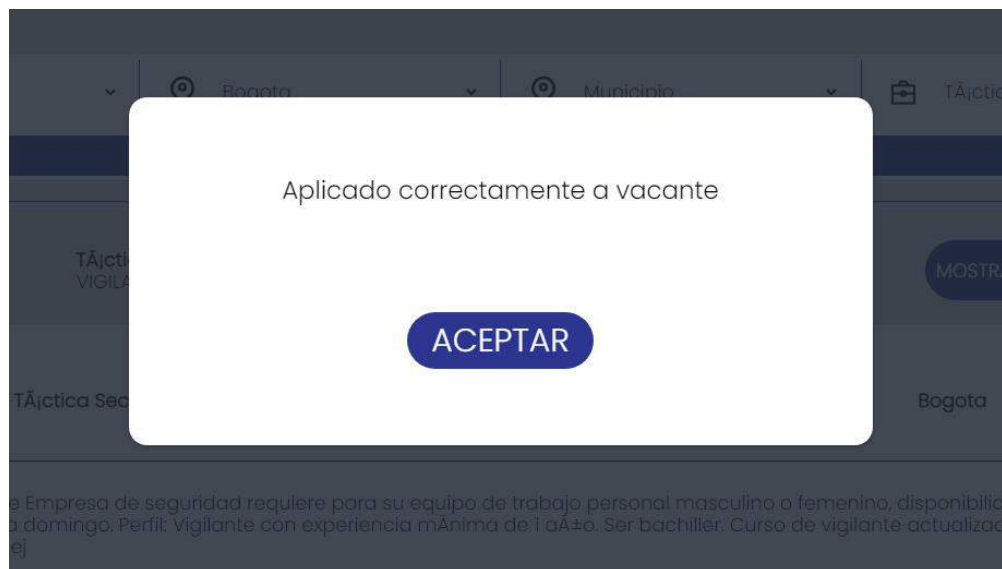 Bogota
Municipio
TÃ¡ctic
Aplicado correctamente a vacante
TÃ¡cti
VIGILA
MOSTRA
ACEPTAR
TÃ¡ctica Sec
Bogota
e Empresa de seguridad requiere para su equipo de trabajo personal masculino o femenino, disponibilid
a domingo. Perfil: Vigilante con experiencia mÃ­nima de 1 aÃ±o. Ser bachiller. Curso de vigilante actualizad
ej